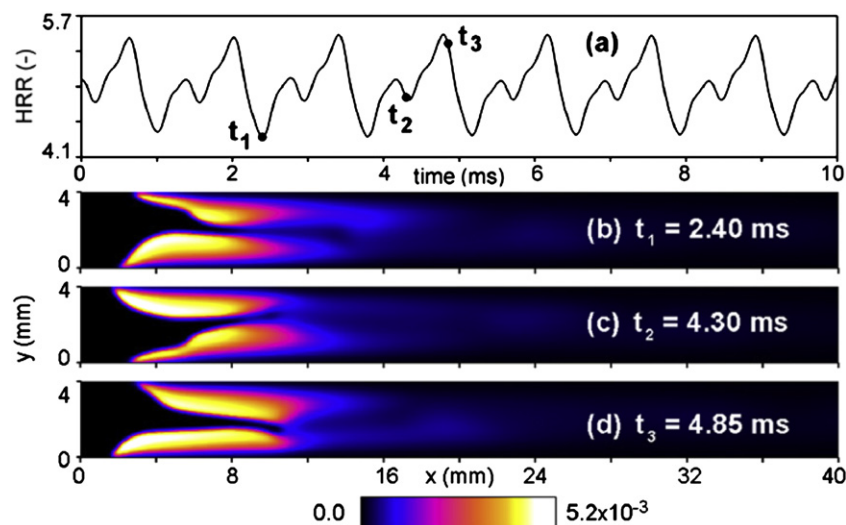 5.7
(a)
t3
HRR (-)
t1
t2
4.1
0 2 4 time (ms) 6 8 10
4
(b) t1 = 2.40 ms
0
4
y (mm)
(c) t2 = 4.30 ms
0
4
(d) t3 = 4.85 ms
0
0 8 16 x (mm) 24 32 40
0.0 5.2x10-3